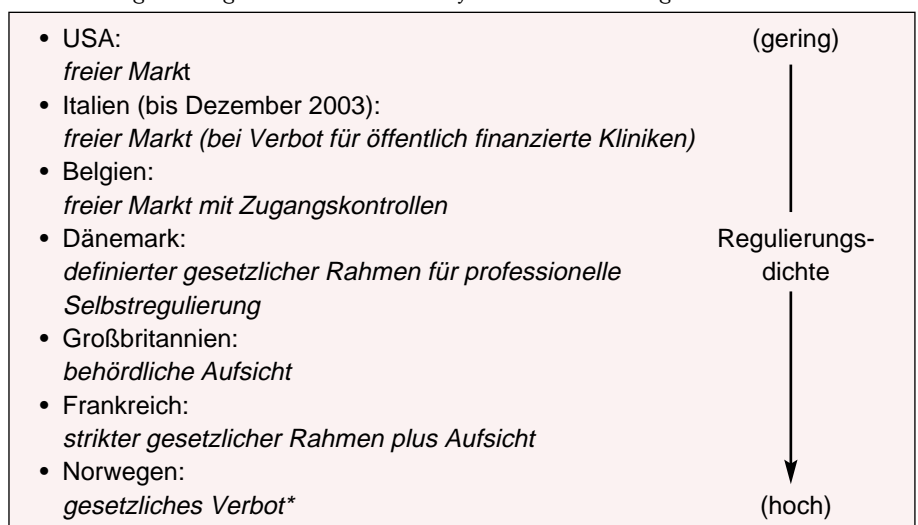 • USA:
freier Markt
• Italien (bis Dezember 2003):
freier Markt (bei Verbot für öffentlich finanzierte Kliniken)
• Belgien:
freier Markt mit Zugangskontrollen
• Dänemark:
definierter gesetzlicher Rahmen für professionelle
Selbstregulierung
• Großbritannien:
behördliche Aufsicht
• Frankreich:
strikter gesetzlicher Rahmen plus Aufsicht
• Norwegen:
gesetzliches Verbot*
(gering)
Regulierungs-
dichte
(hoch)